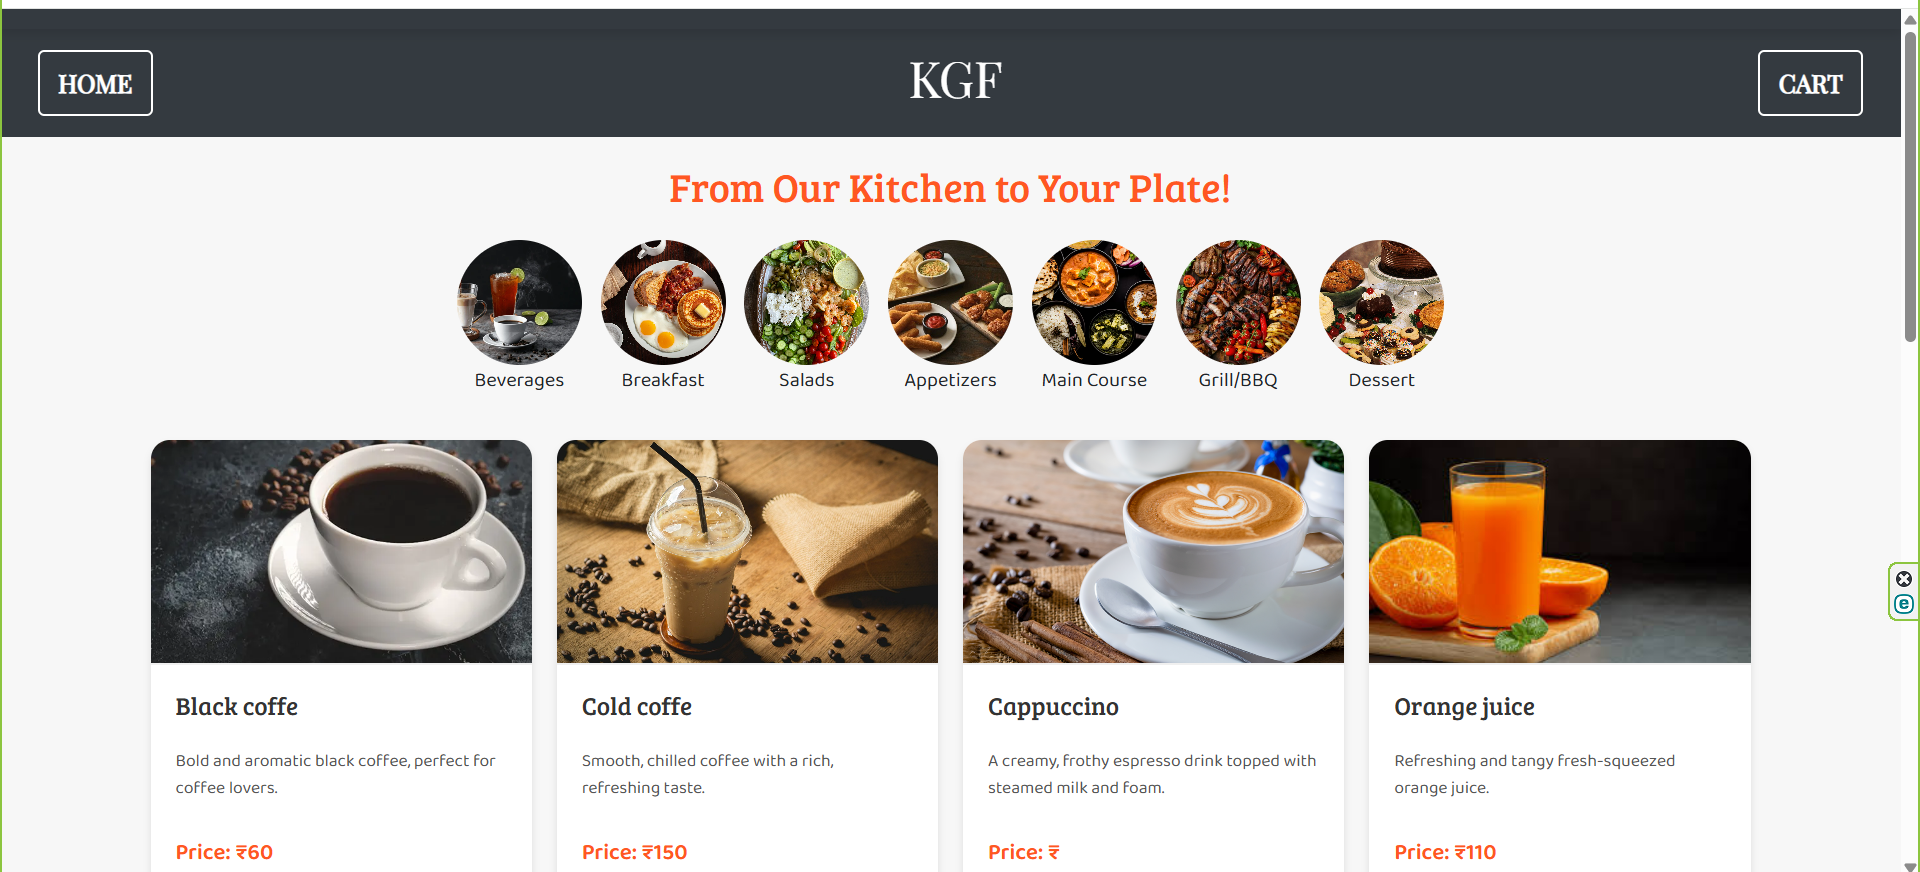 HOME
KGF
CART
From Our Kitchen to Your Plate!
Beverages
Breakfast
Salads
Appetizers
Main Course
Grill/BBQ
Dessert
Black coffe
Bold and aromatic black coffee, perfect for
coffee lovers.
Price: ₹60
Cold coffe
Smooth, chilled coffee with a rich,
refreshing taste.
Price: ₹150
Cappuccino
A creamy, frothy espresso drink topped with
steamed milk and foam.
Price: ₹
Orange juice
Refreshing and tangy fresh-squeezed
orange juice.
Price: ₹110
e